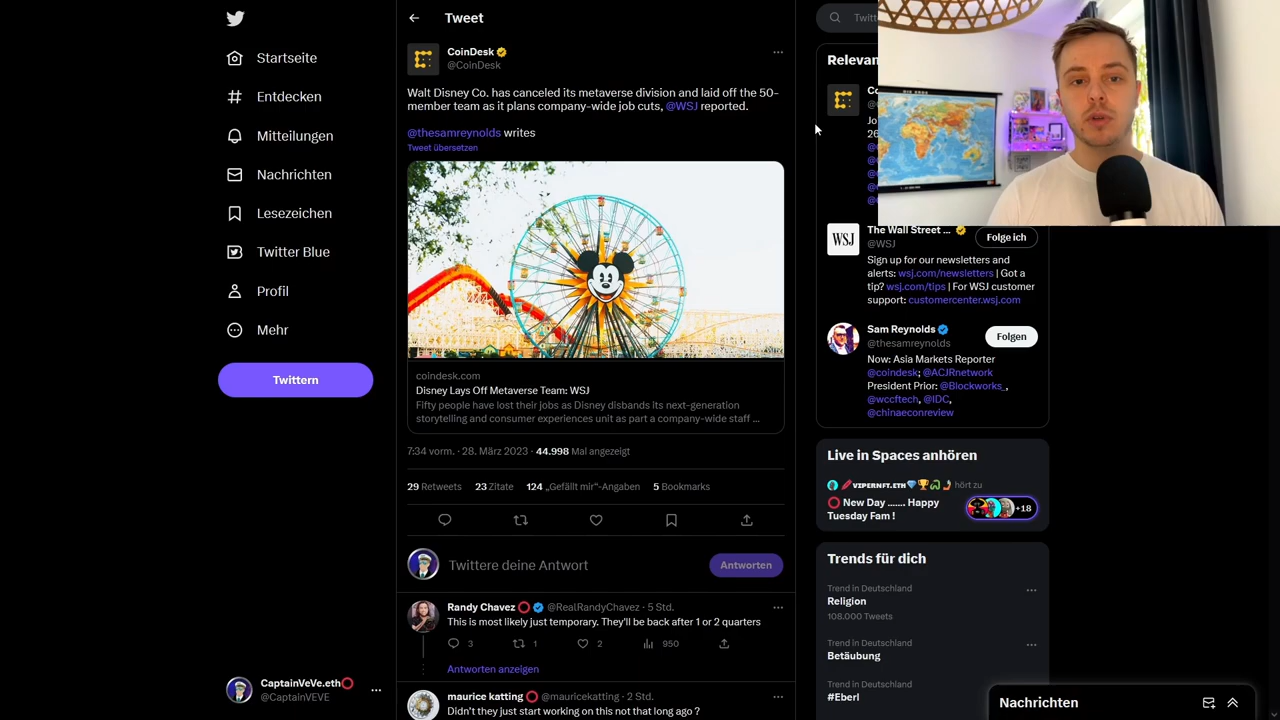 Startseite
Entdecken
Mitteilungen
Nachrichten
Lesezeichen
Twitter Blue
Profil
Mehr
Twittern
CaptainVeVe.eth
@CaptainVEVE
Tweet
CoinDesk
@CoinDesk
Walt Disney Co. has canceled its metaverse division and laid off the 50-
member team as it plans company-wide job cuts, @WSJ reported.
@thesamreynolds writes
Tweet übersetzen
coindesk.com
Disney Lays Off Metaverse Team: WSJ
Fifty people have lost their jobs as Disney disbands its next-generation
storytelling and consumer experiences unit as part a company-wide staff ...
7:34 vorm. · 28. März 2023 · 44.998 Mal angezeigt
29 Retweets 23 Zitate 124 „Gefällt mir“-Angaben 5 Bookmarks
Twittere deine Antwort
Antworten
Randy Chavez @RealRandyChavez · 5 Std.
This is most likely just temporary. They'll be back after 1 or 2 quarters
3 1 2 950
Antworten anzeigen
maurice katting @mauricekatting · 2 Std.
Didn't they just start working on this not that long ago ?
The Wall Street ...
@WSJ
Folge ich
Sign up for our newsletters and
alerts: wsj.com/newsletters | Got a
tip? wsj.com/tips | For WSJ customer
support: customercenter.wsj.com
Sam Reynolds
@thesamreynolds
Folgen
Now: Asia Markets Reporter
@coindesk; @ACJRnetwork
President Prior: @Blockworks_,
@wccftech, @IDC,
@chinaeconreview
Live in Spaces anhören
VIPERNFT.ETH hört zu
New Day ....... Happy
Tuesday Fam !
+18
Trends für dich
Trend in Deutschland
Religion
108.000 Tweets
Trend in Deutschland
Betäubung
Trend in Deutschland
#Eberl
Nachrichten